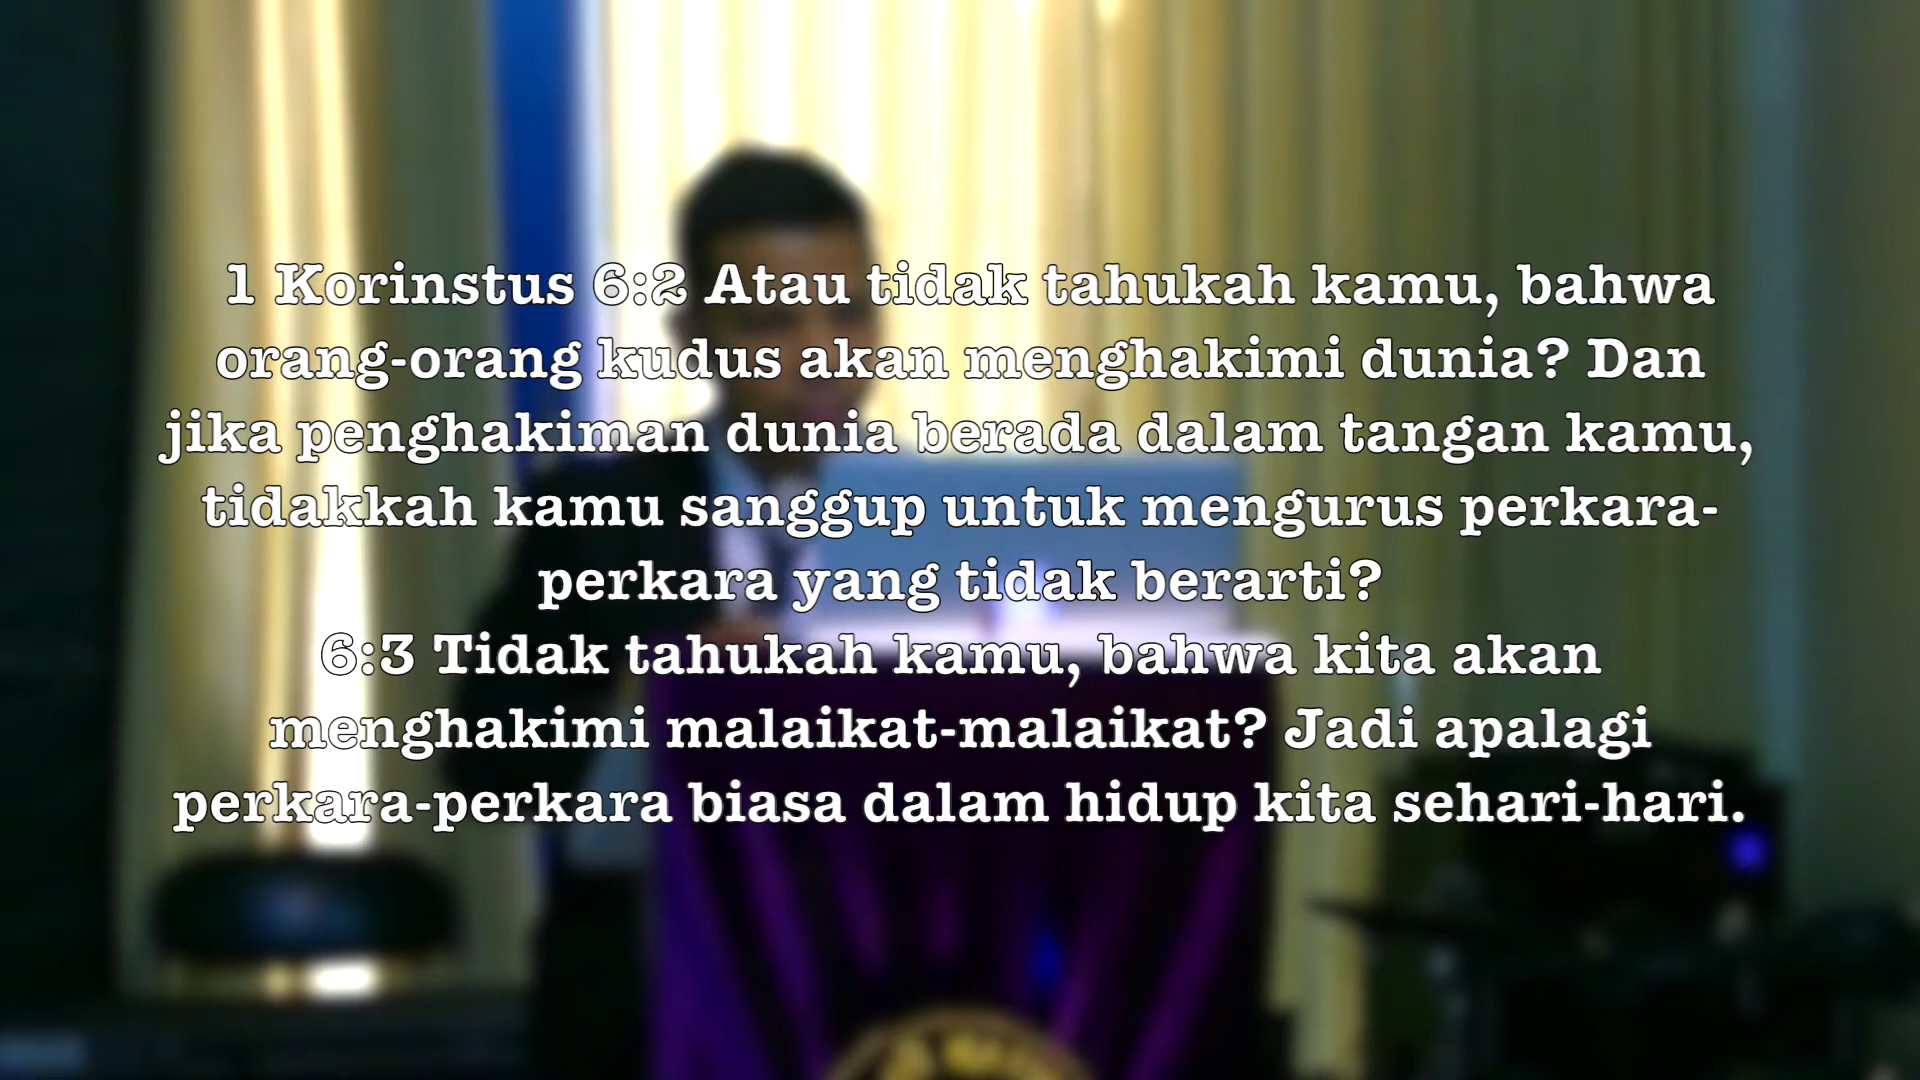 1 Korinstus 6:2 Atau tidak tahukah kamu, bahwa
orang-orang kudus akan menghakimi dunia? Dan
jika penghakiman dunia berada dalam tangan kamu,
tidakkah kamu sanggup untuk mengurus perkara-
perkara yang tidak berarti?
6:3 Tidak tahukah kamu, bahwa kita akan
menghakimi malaikat-malaikat? Jadi apalagi
perkara-perkara biasa dalam hidup kita sehari-hari.